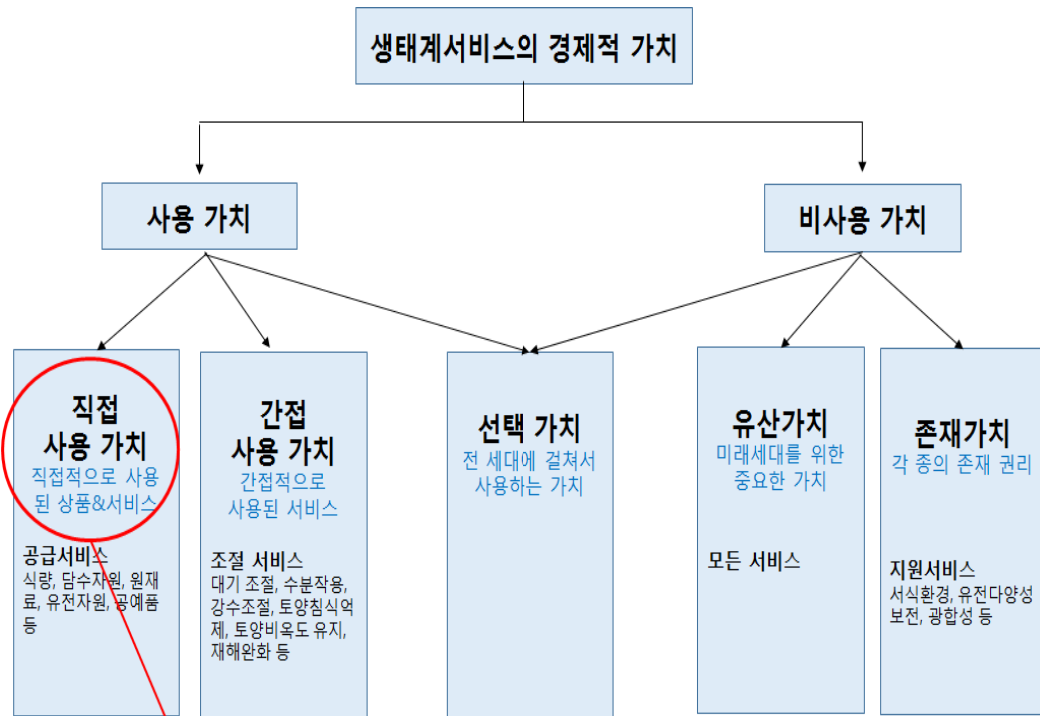 생태계서비스의 경제적 가치
사용 가치
비사용 가치
직접
사용 가치
직접적으로 사용
된 상품&서비스
공급서비스
식량, 담수자원, 원재
료, 유전자원, 공예품
등
간접
사용 가치
간접적으로
사용된 서비스
조절 서비스
대기 조절, 수분작용,
강수조절, 토양침식억
제, 토양비옥도 유지,
재해완화 등
선택 가치
전 세대에 걸쳐서
사용하는 가치
유산가치
미래세대를 위한
중요한 가치
모든 서비스
존재가치
각 종의 존재 권리
지원서비스
서식환경, 유전다양성
보전, 광합성 등